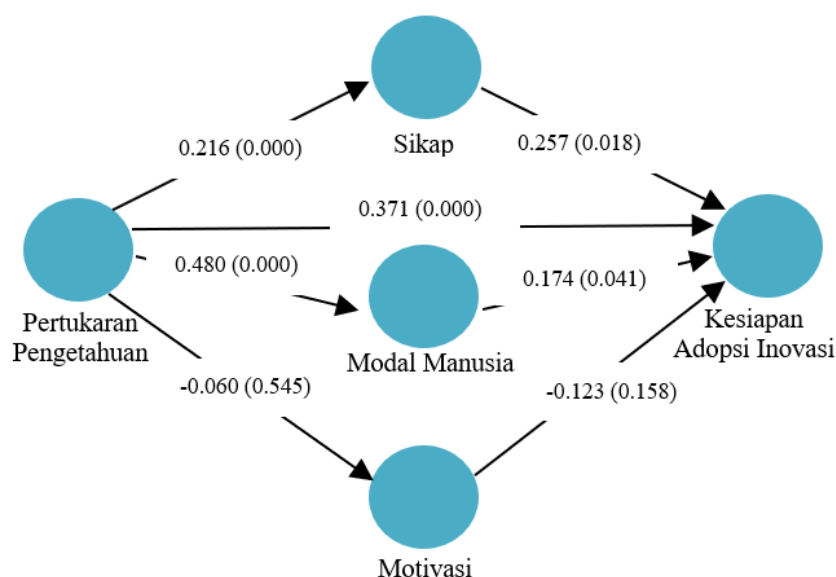 0.216 (0.000)
Sikap
0.257 (0.018)
0.371 (0.000)
0.480 (0.000)
0.174 (0.041)
Pertukaran
Pengetahuan
Modal Manusia
Kesiapan
Adopsi Inovasi
-0.060 (0.545)
-0.123 (0.158)
Motivasi